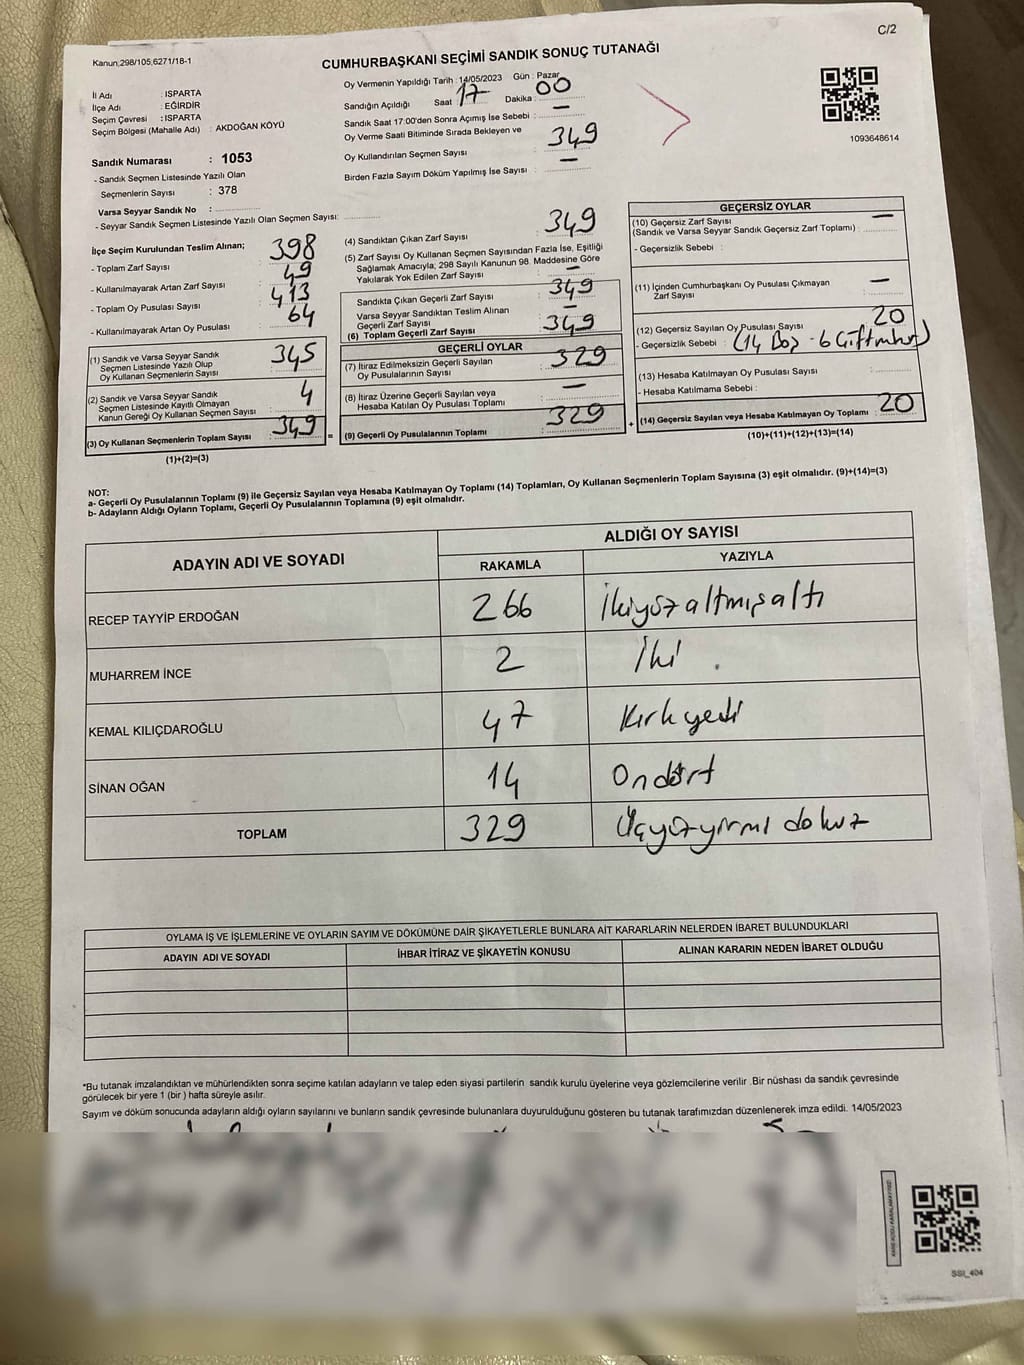 C/2
Kanun;298/105,6271/18-1
CUMHURBAŞKANI SEÇİMİ SANDIK SONUÇ TUTANAĞI
İl Adı : ISPARTA
İlçe Adı : EĞİRDİR
Seçim Çevresi : ISPARTA
Seçim Bölgesi (Mahalle Adı) : AKDOĞAN KÖYÜ
Sandık Numarası : 1053
- Sandık Seçmen Listesinde Yazılı Olan
Seçmenlerin Sayısı : 378
Varsa Seyyar Sandık No :
- Seyyar Sandık Seçmen Listesinde Yazılı Olan Seçmen Sayısı:
Oy Vermenin Yapıldığı Tarih : 14/05/2023 Gün : Pazar
Sandığın Açıldığı Saat : 17 Dakika : 00
Sandık Saat 17:00'den Sonra Açımış İse Sebebi : —
Oy Verme Saati Bitiminde Sırada Bekleyen ve
Oy Kullandırılan Seçmen Sayısı : 349
Birden Fazla Sayım Döküm Yapılmış İse Sayısı : —
1093648614
İlçe Seçim Kurulundan Teslim Alınan;
- Toplam Zarf Sayısı : 398
- Kullanılmayarak Artan Zarf Sayısı : 49
- Toplam Oy Pusulası Sayısı : 413
- Kullanılmayarak Artan Oy Pusulası : 64
(1) Sandık ve Varsa Seyyar Sandık
Seçmen Listesinde Yazılı Olup
Oy Kullanan Seçmenlerin Sayısı : 345
(2) Sandık ve Varsa Seyyar Sandık
Seçmen Listesinde Kayıtlı Olmayan
Kanun Gereği Oy Kullanan Seçmen Sayısı : 4
(3) Oy Kullanan Seçmenlerin Toplam Sayısı : 349 =
(1)+(2)=(3)
(4) Sandıktan Çıkan Zarf Sayısı : 349
(5) Zarf Sayısı Oy Kullanan Seçmen Sayısından Fazla İse, Eşitliği
Sağlamak Amacıyla, 298 Sayılı Kanunun 98. Maddesine Göre
Yakılarak Yok Edilen Zarf Sayısı : —
Sandıkta Çıkan Geçerli Zarf Sayısı : 349
Varsa Seyyar Sandıktan Teslim Alınan
Geçerli Zarf Sayısı : —
(6) Toplam Geçerli Zarf Sayısı : 349
GEÇERLİ OYLAR
(7) İtiraz Edilmeksizin Geçerli Sayılan
Oy Pusulalarının Sayısı : 329
(8) İtiraz Üzerine Geçerli Sayılan veya
Hesaba Katılan Oy Pusulası Toplamı : —
(9) Geçerli Oy Pusulalarının Toplamı : 329 +
GEÇERSİZ OYLAR
(10) Geçersiz Zarf Sayısı —
(Sandık ve Varsa Seyyar Sandık Geçersiz Zarf Toplamı) :
- Geçersizlik Sebebi :
(11) İçinden Cumhurbaşkanı Oy Pusulası Çıkmayan
Zarf Sayısı : —
(12) Geçersiz Sayılan Oy Pusulası Sayısı : 20
- Geçersizlik Sebebi : (14 Boş - 6 Çiftmühür)
(13) Hesaba Katılmayan Oy Pusulası Sayısı :
- Hesaba Katılmama Sebebi :
(14) Geçersiz Sayılan veya Hesaba Katılmayan Oy Toplamı : 20
(10)+(11)+(12)+(13)=(14)
NOT:
a- Geçerli Oy Pusulalarının Toplamı (9) ile Geçersiz Sayılan veya Hesaba Katılmayan Oy Toplamı (14) Toplamları, Oy Kullanan Seçmenlerin Toplam Sayısına (3) eşit olmalıdır. (9)+(14)=(3)
b- Adayların Aldığı Oyların Toplamı, Geçerli Oy Pusulalarının Toplamına (9) eşit olmalıdır.
ADAYIN ADI VE SOYADI
ALDIĞI OY SAYISI
RAKAMLA YAZIYLA
RECEP TAYYİP ERDOĞAN 266 İkiyüzaltmışaltı
MUHARREM İNCE 2 İki .
KEMAL KILIÇDAROĞLU 47 Kırkyedi
SİNAN OĞAN 14 Ondört
TOPLAM 329 Üçyüzyirmi dokuz
OYLAMA İŞ VE İŞLEMLERİNE VE OYLARIN SAYIM VE DÖKÜMÜNE DAİR ŞİKAYETLERLE BUNLARA AİT KARARLARIN NELERDEN İBARET BULUNDUKLARI
ADAYIN ADI VE SOYADI İHBAR İTİRAZ VE ŞİKAYETİN KONUSU ALINAN KARARIN NEDEN İBARET OLDUĞU
*Bu tutanak imzalandıktan ve mühürlendikten sonra seçime katılan adayların ve talep eden siyasi partilerin sandık kurulu üyelerine veya gözlemcilerine verilir .Bir nüshası da sandık çevresinde
görülecek bir yere 1 (bir ) hafta süreyle asılır.
Sayım ve döküm sonucunda adayların aldığı oyların sayılarını ve bunların sandık çevresinde bulunanlara duyurulduğunu gösteren bu tutanak tarafımızdan düzenlenerek imza edildi. 14/05/2023
SSI_404